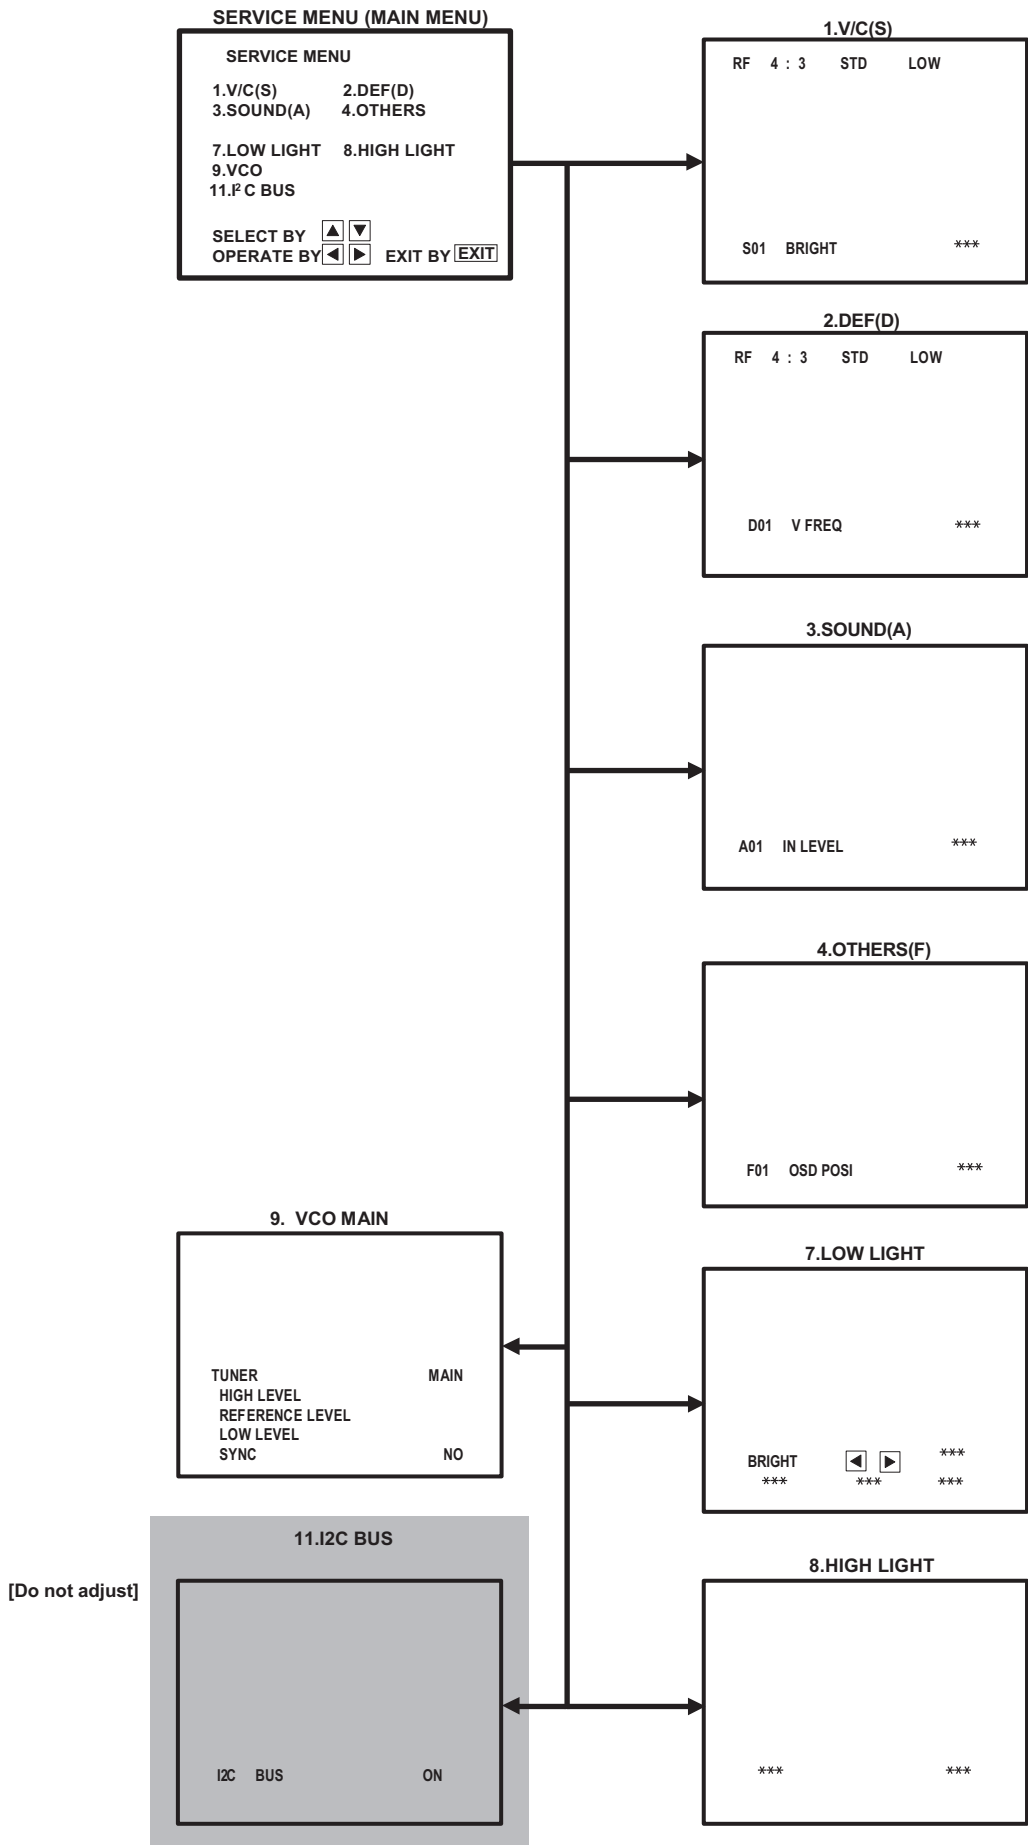 SERVICE MENU (MAIN MENU)
SERVICE MENU
1.V/C(S) 2.DEF(D)
3.SOUND(A) 4.OTHERS
7.LOW LIGHT 8.HIGH LIGHT
9.VCO
11.I² C BUS
SELECT BY ▲ ▼
OPERATE BY ◀ ▶ EXIT BY EXIT
1.V/C(S)
RF 4 : 3 STD LOW
S01 BRIGHT ***
2.DEF(D)
RF 4 : 3 STD LOW
D01 V FREQ ***
3.SOUND(A)
A01 IN LEVEL ***
4.OTHERS(F)
F01 OSD POSI ***
9. VCO MAIN
TUNER MAIN
HIGH LEVEL
REFERENCE LEVEL
LOW LEVEL
SYNC NO
7.LOW LIGHT
BRIGHT ◀ ▶ ***
*** *** ***
11.I2C BUS
[Do not adjust]
I2C BUS ON
8.HIGH LIGHT
*** ***